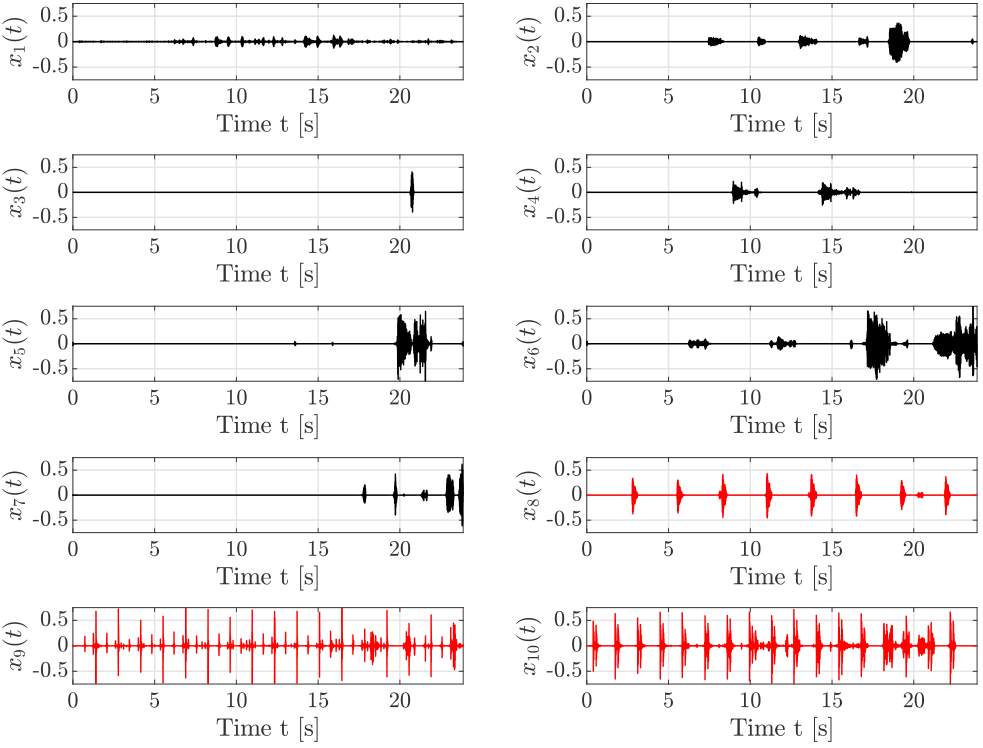 x₁(t) 0.5 0 -0.5 0 5 10 15 20 Time t [s]
x₂(t) 0.5 0 -0.5 0 5 10 15 20 Time t [s]
x₃(t) 0.5 0 -0.5 0 5 10 15 20 Time t [s]
x₄(t) 0.5 0 -0.5 0 5 10 15 20 Time t [s]
x₅(t) 0.5 0 -0.5 0 5 10 15 20 Time t [s]
x₆(t) 0.5 0 -0.5 0 5 10 15 20 Time t [s]
x₇(t) 0.5 0 -0.5 0 5 10 15 20 Time t [s]
x₈(t) 0.5 0 -0.5 0 5 10 15 20 Time t [s]
x₉(t) 0.5 0 -0.5 0 5 10 15 20 Time t [s]
x₁₀(t) 0.5 0 -0.5 0 5 10 15 20 Time t [s]